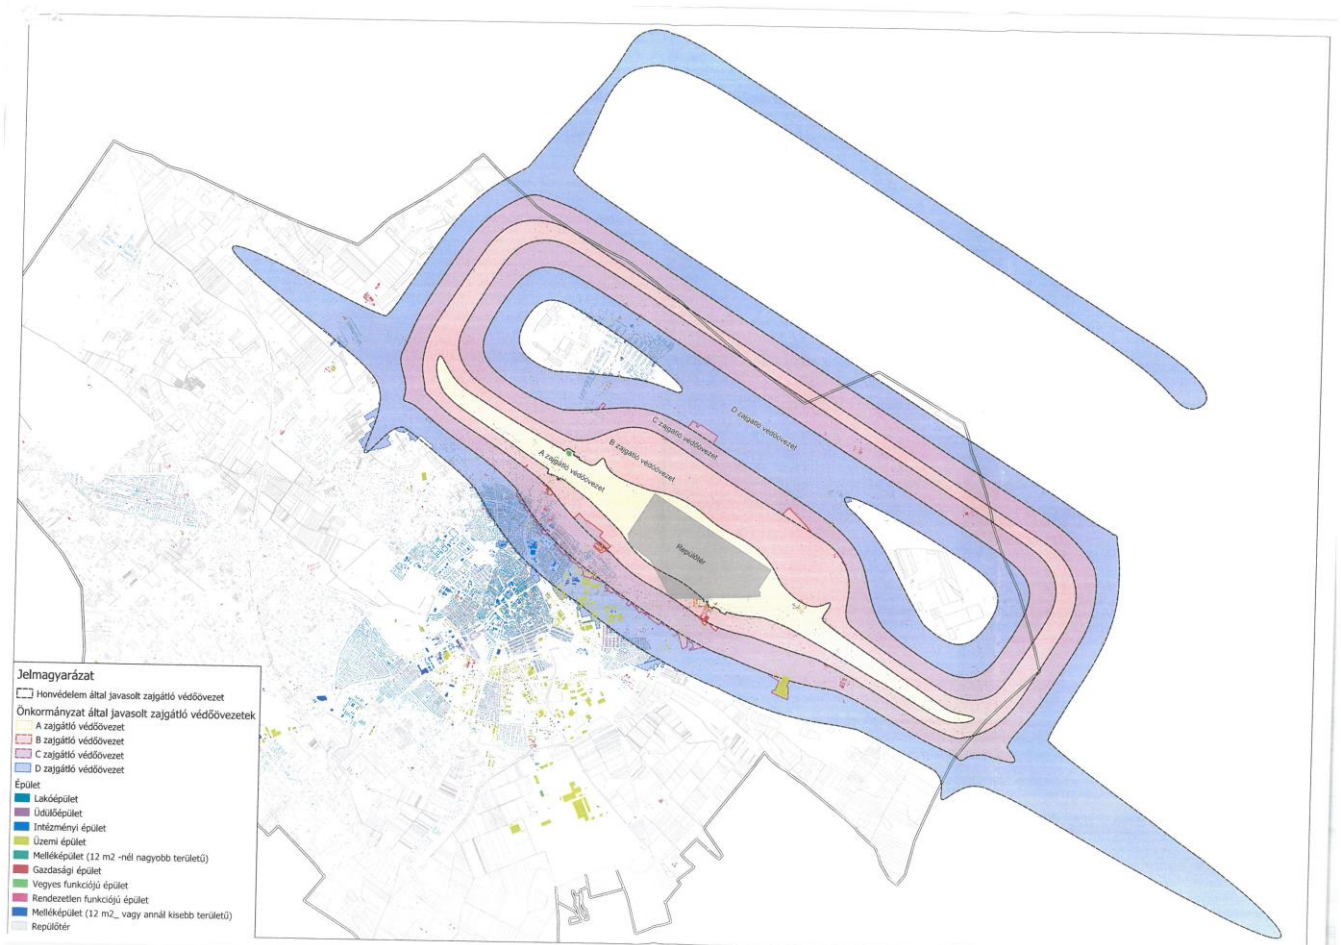 D zajgátló védőövezet
C zajgátló védőövezet
B zajgátló védőövezet
A zajgátló védőövezet
Repülőtér
Jelmagyarázat
Honvédelem által javasolt zajgátló védőövezet
Önkormányzat által javasolt zajgátló védőövezetek
A zajgátló védőövezet
B zajgátló védőövezet
C zajgátló védőövezet
D zajgátló védőövezet
Épület
Lakóépület
Üdülőépület
Intézményi épület
Üzemi épület
Melléképület (12 m2 -nél nagyobb területű)
Gazdasági épület
Vegyes funkciójú épület
Rendezetlen funkciójú épület
Melléképület (12 m2_ vagy annál kisebb területű)
Repülőtér